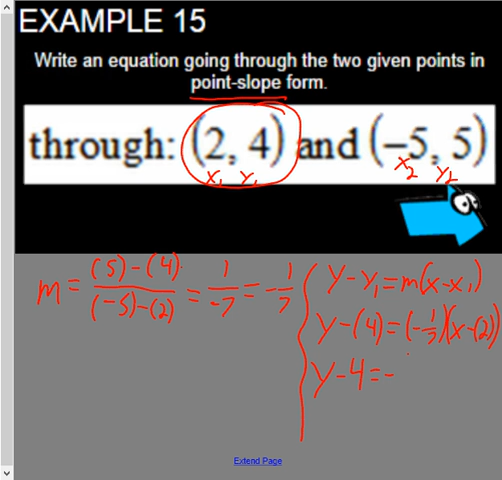 EXAMPLE 15
Write an equation going through the two given points in
point-slope form.
through: (2, 4) and (−5, 5)
x₁ y₁ x₂ y₂
m = (5)-(4) / (-5)-(2) = 1/-7 = -1/7
y-y₁=m(x-x₁)
y-(4)=(-1/7)(x-(2))
y-4=-
Extend Page